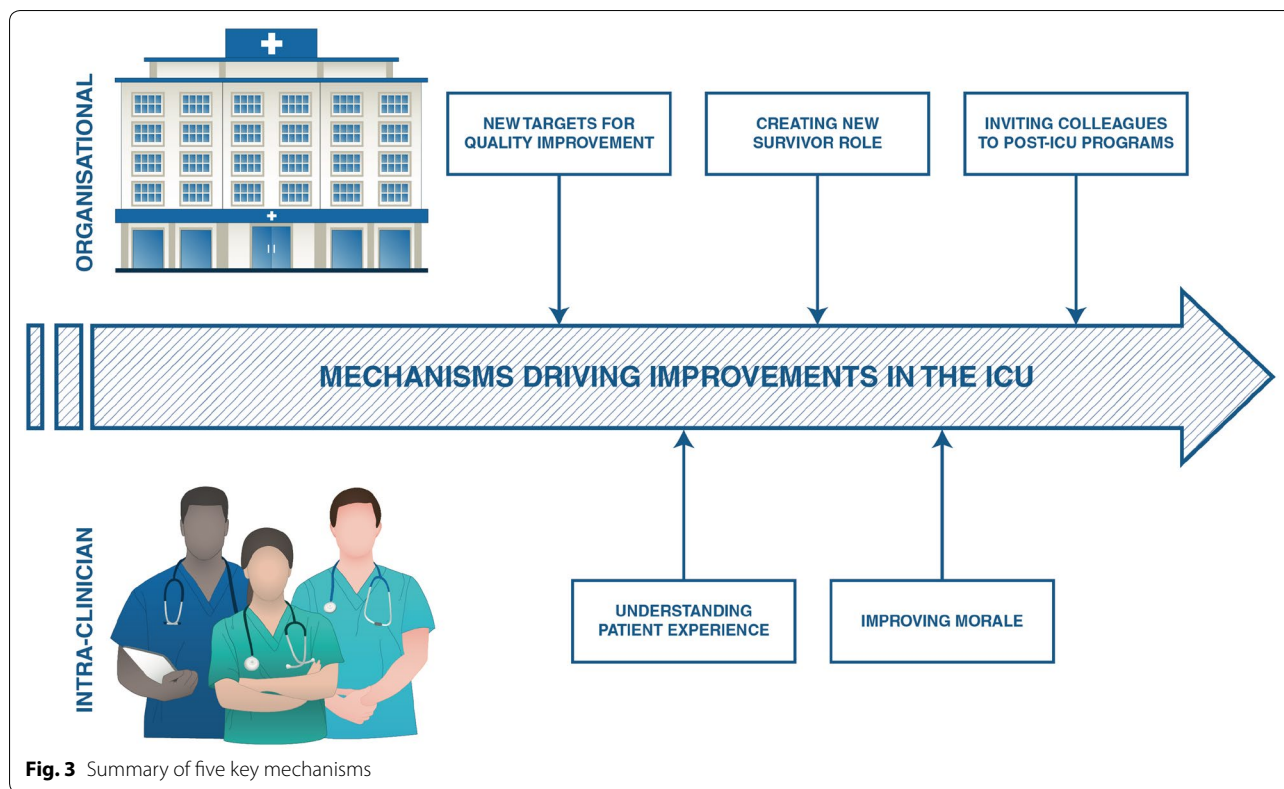 ORGANISATIONAL
NEW TARGETS FOR
QUALITY IMPROVEMENT
CREATING NEW
SURVIVOR ROLE
INVITING COLLEAGUES
TO POST-ICU PROGRAMS
MECHANISMS DRIVING IMPROVEMENTS IN THE ICU
INTRA-CLINICIAN
UNDERSTANDING
PATIENT EXPERIENCE
IMPROVING MORALE
Fig. 3 Summary of five key mechanisms